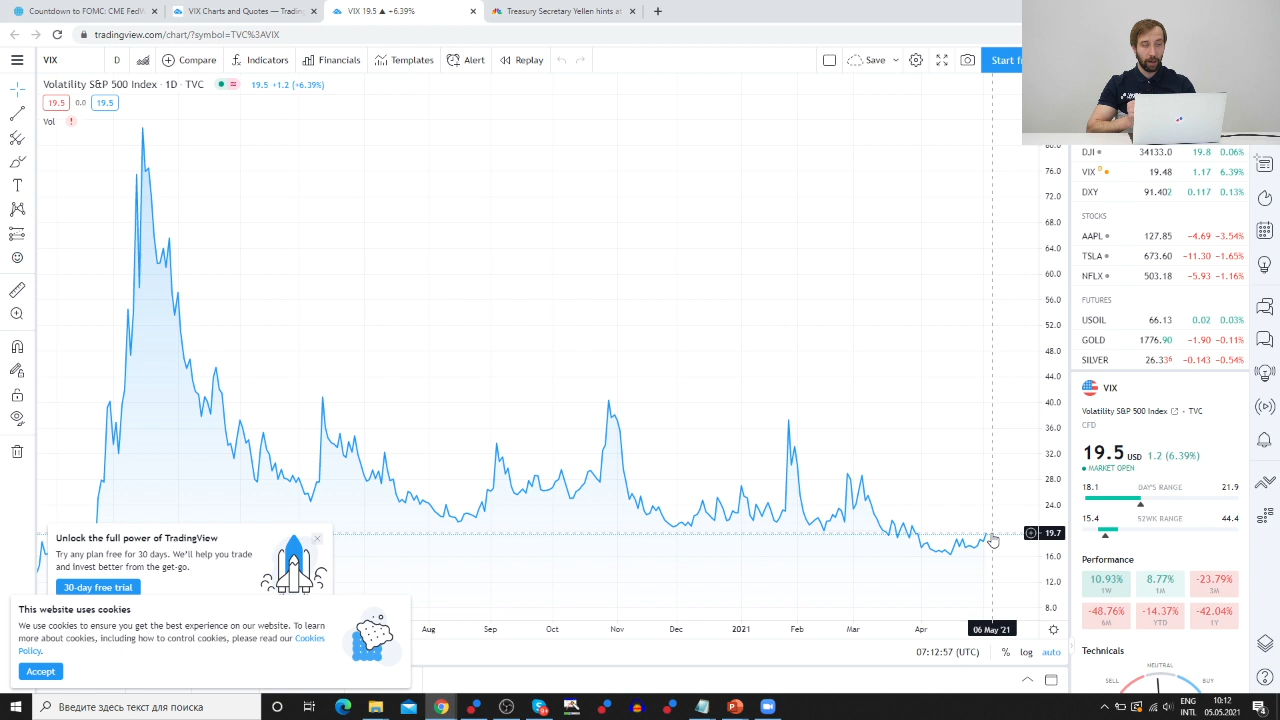 Countdown to FOMC: CME FedW
VIX Charts and Quotes — Tradin
VIX 19.5 ▲ +6.39%
Treasury Secretary Yellen hints at
tradingview.com/chart/?symbol=TVC%3AVIX
VIX D Compare Indicators Financials Templates Alert Replay Save Start f
Volatility S&P 500 Index · 1D · TVC 19.5 +1.2 (+6.39%)
19.5 0.0 19.5
Vol !
80.0
76.0
72.0
68.0
64.0
60.0
56.0
52.0
48.0
44.0
40.0
36.0
32.0
28.0
24.0
19.7
16.0
12.0
8.0
DJI 34133.0 19.8 0.06%
VIX D 19.48 1.17 6.39%
DXY 91.402 0.117 0.13%
STOCKS
AAPL 127.85 −4.69 −3.54%
TSLA 673.60 −11.30 −1.65%
NFLX 503.18 −5.93 −1.16%
FUTURES
USOIL 66.13 0.02 0.03%
GOLD 1776.90 −1.90 −0.11%
SILVER 26.336 −0.143 −0.54%
VIX
Volatility S&P 500 Index · TVC
CFD
19.5 USD 1.2 (6.39%)
MARKET OPEN
18.1 DAY'S RANGE 21.9
15.4 52WK RANGE 44.4
Performance
10.93% 8.77% -23.79%
1W 1M 3M
-48.76% -14.37% -42.04%
6M YTD 1Y
Technicals
NEUTRAL
SELL BUY
Unlock the full power of TradingView
Try any plan free for 30 days. We'll help you trade
and invest better from the get-go.
30-day free trial
This website uses cookies
We use cookies to ensure you get the best experience on our website. To learn
more about cookies, including how to control cookies, please read our Cookies
Policy.
Accept
Aug Sep Oct Nov Dec 2021 Feb Mar Apr 06 May '21
07:12:57 (UTC) % log auto
Введите здесь текст для поиска
ENG
INTL
10:12
05.05.2021
4